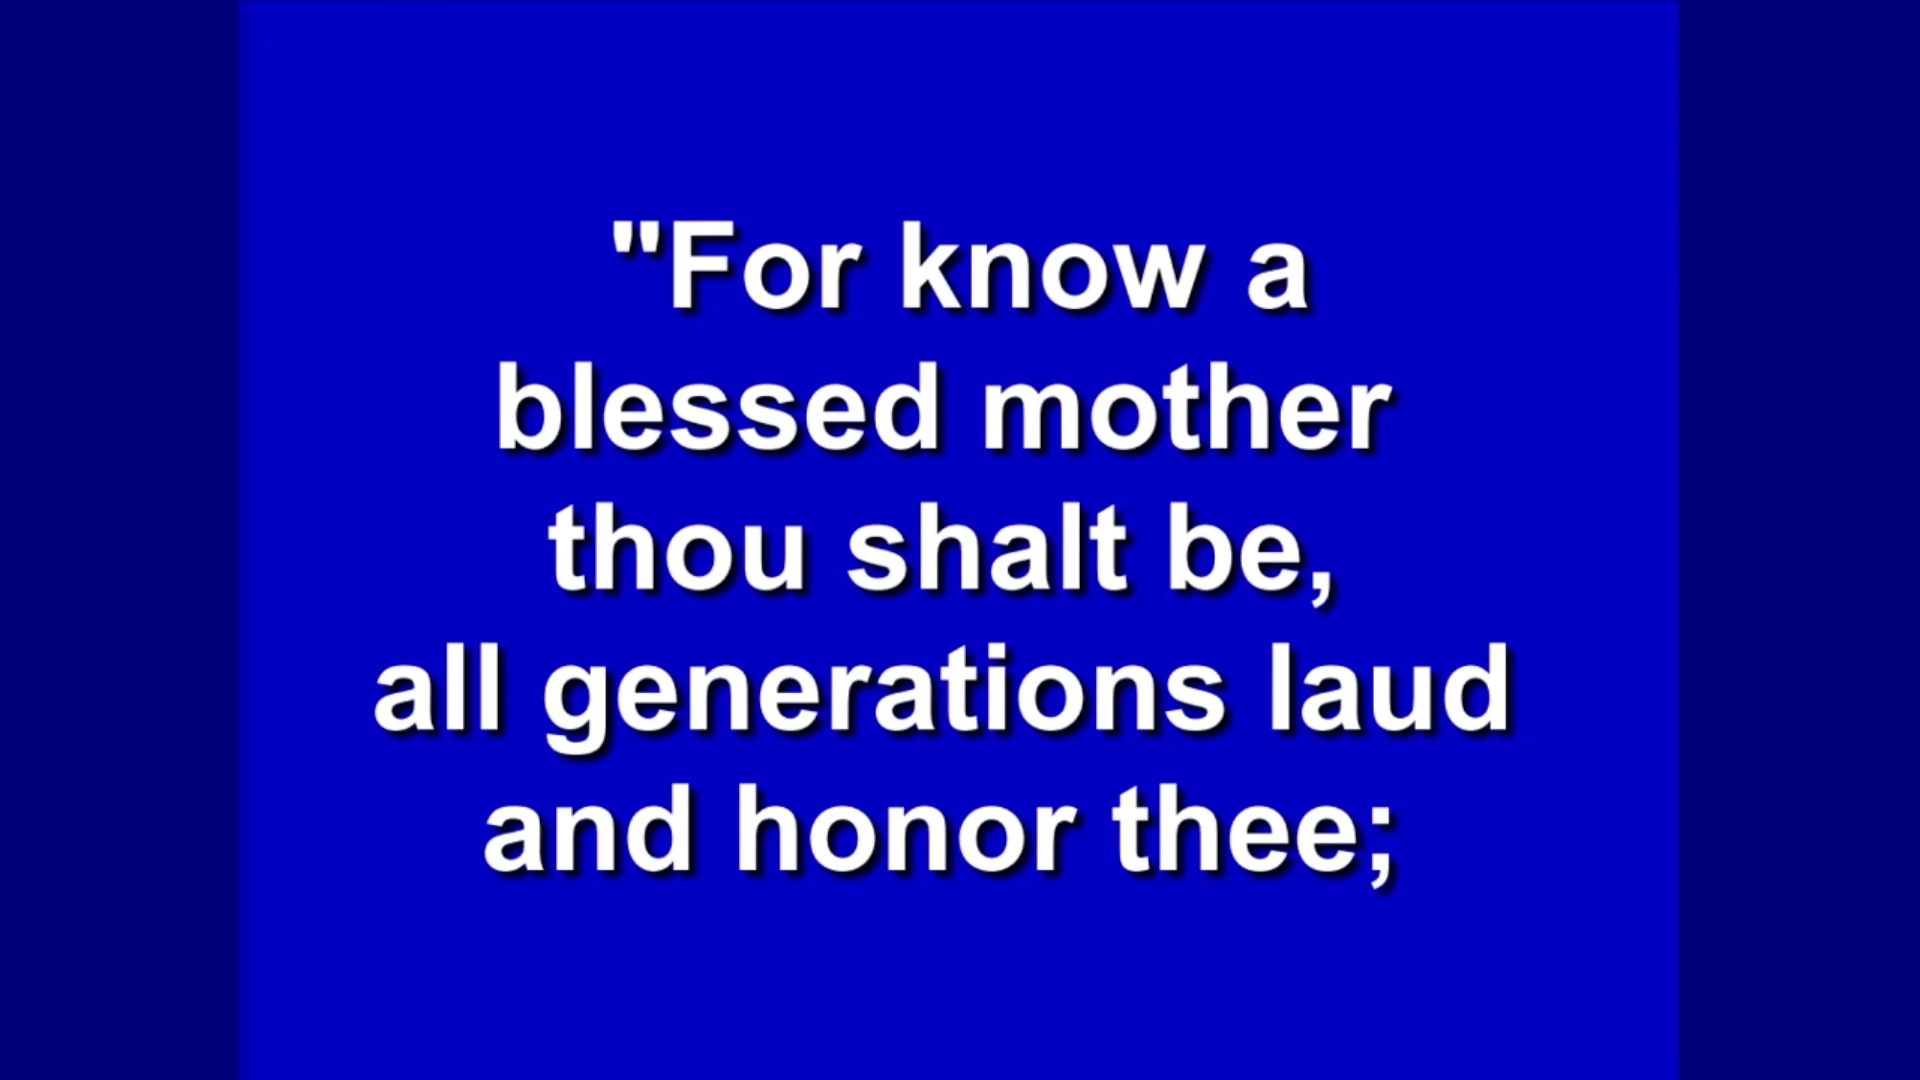 "For know a
blessed mother
thou shalt be,
all generations laud
and honor thee;